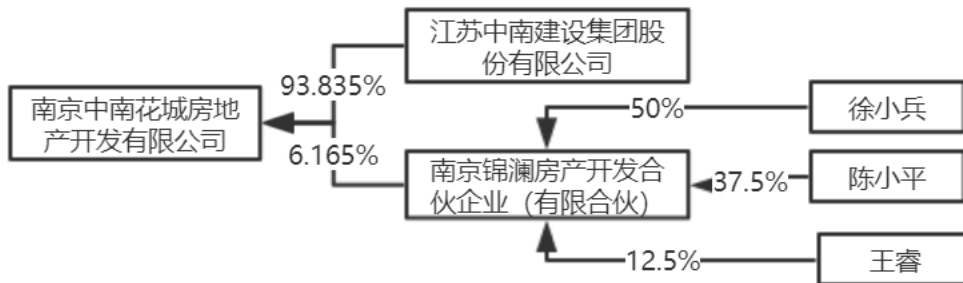 江苏中南建设集团股
份有限公司
93.835%
南京中南花城房地
产开发有限公司
6.165%
50%
徐小兵
南京锦澜房产开发合
伙企业（有限合伙）
37.5%
陈小平
12.5%
王睿